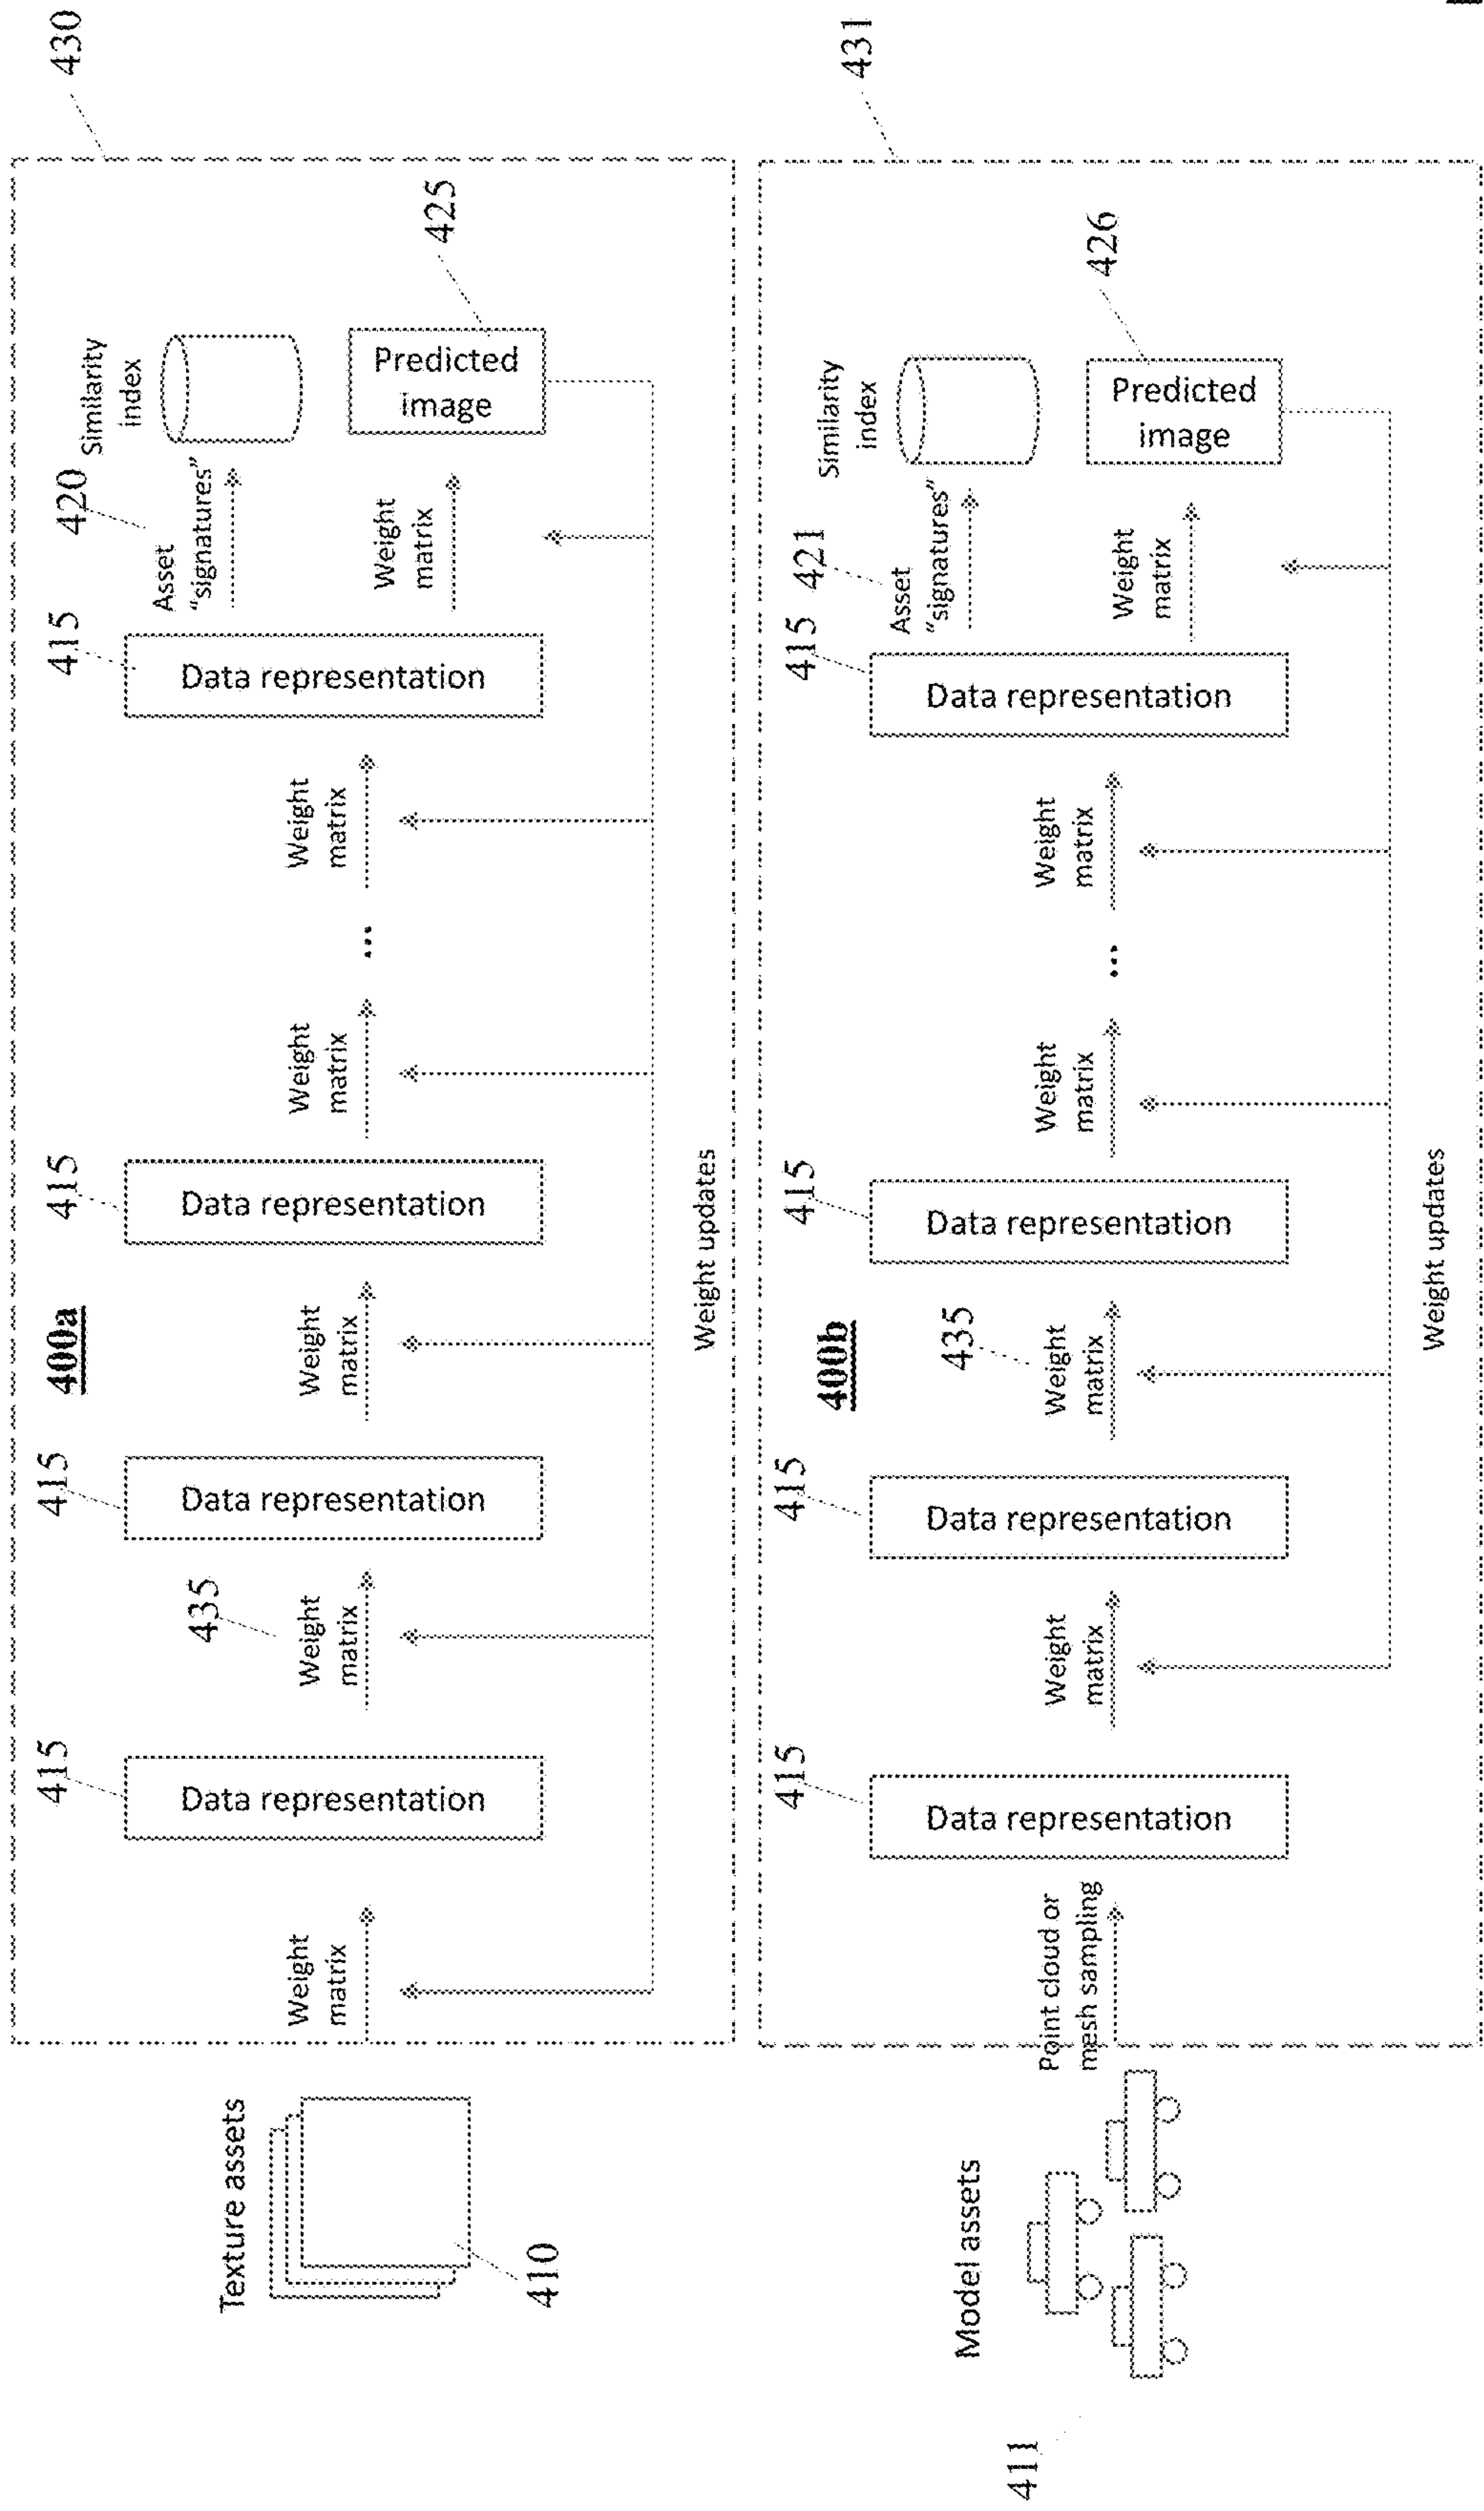 430
400a
Texture assets
410
415
415
415
415
420
Similarity
index
Asset
"signatures"
Data representation
Data representation
Data representation
Data representation
435
Weight
matrix
Weight
matrix
Weight
matrix
Weight
matrix
...
Weight
matrix
Weight
matrix
Predicted
image
425
Weight updates
431
400b
Model assets
411
Point cloud or
mesh sampling
415
415
415
415
421
Similarity
index
Asset
"signatures"
Data representation
Data representation
Data representation
Data representation
435
Weight
matrix
Weight
matrix
Weight
matrix
...
Weight
matrix
Weight
matrix
Predicted
image
426
Weight updates